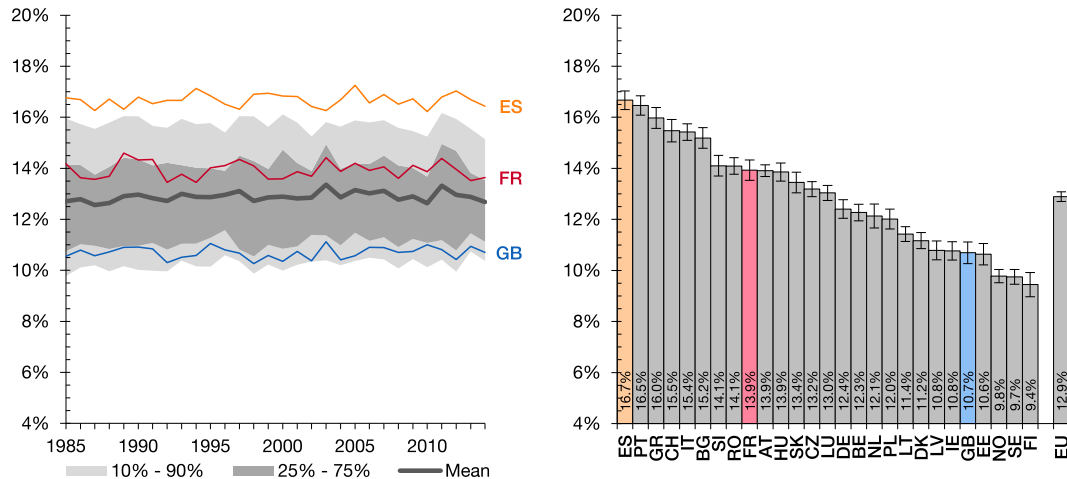 20%
18%
16%
14%
12%
10%
8%
6%
4%
ES
FR
GB
1985 1990 1995 2000 2005 2010
10% - 90% 25% - 75% Mean
20%
18%
16%
14%
12%
10%
8%
6%
4%
16.7% 16.5% 16.0% 15.5% 15.4% 15.2% 14.1% 14.1% 13.9% 13.9% 13.9% 13.4% 13.2% 13.0% 12.4% 12.3% 12.1% 12.0% 11.4% 11.2% 10.8% 10.8% 10.7% 10.6% 9.8% 9.7% 9.4% 12.9%
ES PT GR CH IT BG SI RO FR AT HU SK CZ LU DE BE NL PL LT DK LV IE GB EE NO SE FI EU